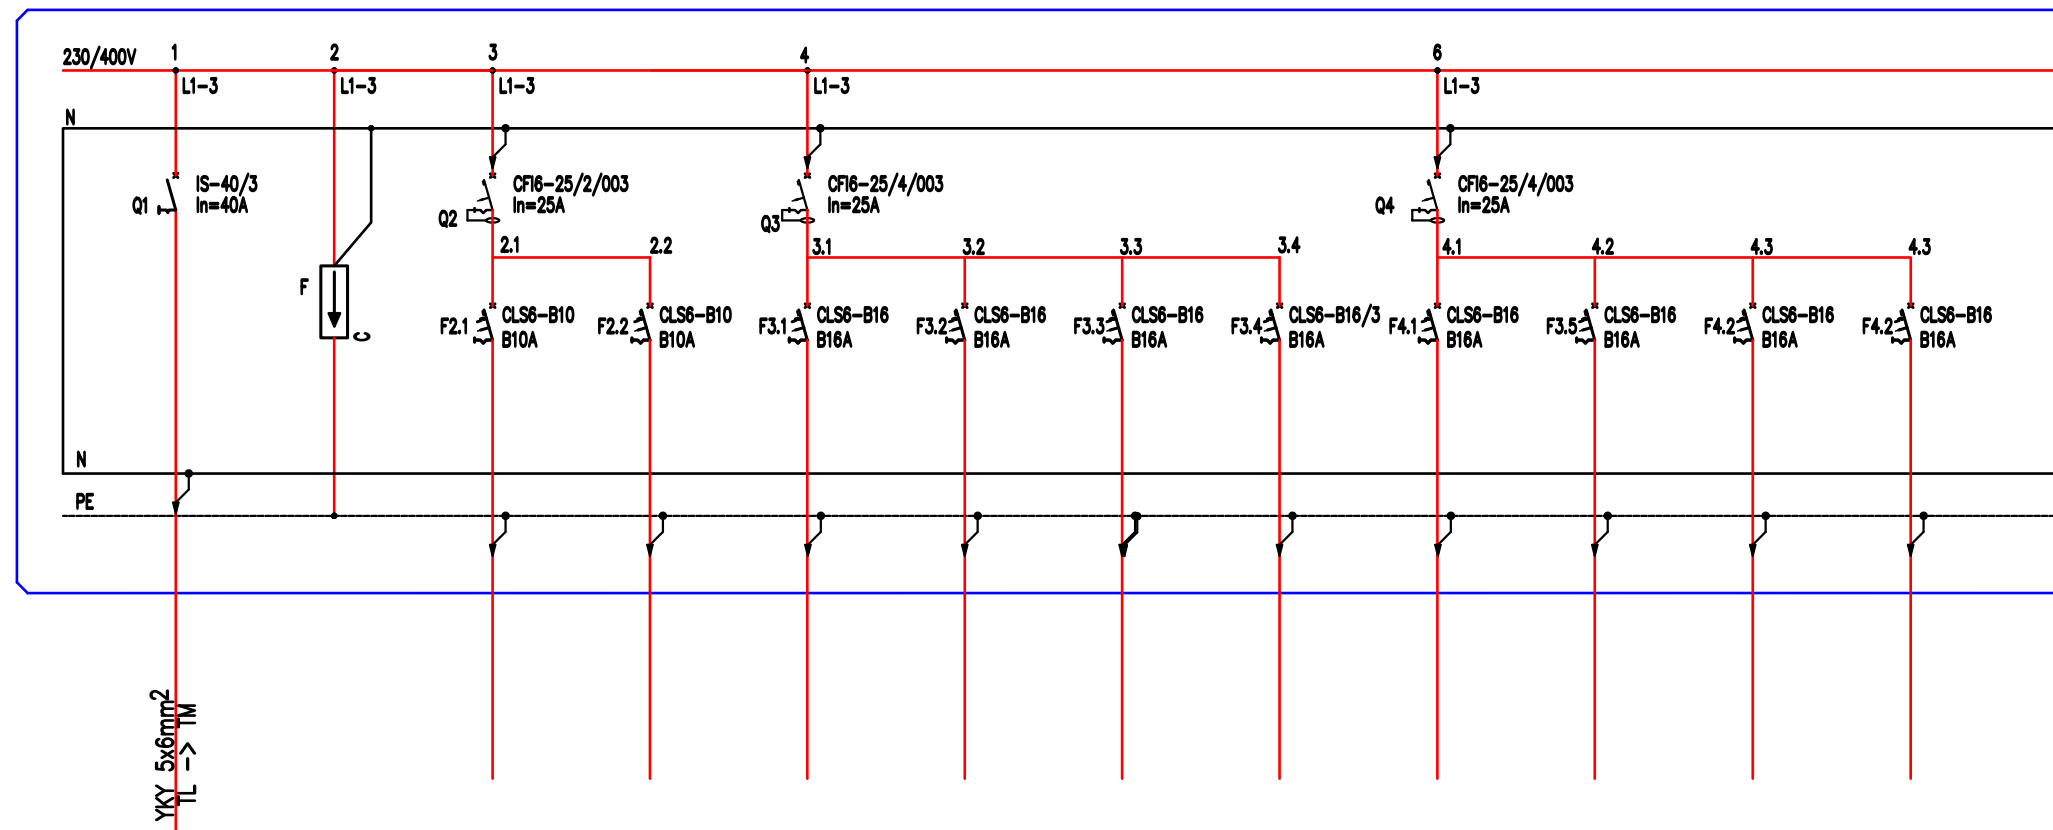 230/400V
1
2
3
4
6
L1-3
L1-3
L1-3
L1-3
L1-3
N
Q1
IS-40/3
In=40A
Q2
CFI6-25/2/003
In=25A
Q3
CFI6-25/4/003
In=25A
Q4
CFI6-25/4/003
In=25A
2.1
2.2
3.1
3.2
3.3
3.4
4.1
4.2
4.3
4.3
F
C
F2.1
CLS6-B10
B10A
F2.2
CLS6-B10
B10A
F3.1
CLS6-B16
B16A
F3.2
CLS6-B16
B16A
F3.3
CLS6-B16
B16A
F3.4
CLS6-B16/3
B16A
F4.1
CLS6-B16
B16A
F3.5
CLS6-B16
B16A
F4.2
CLS6-B16
B16A
F4.2
CLS6-B16
B16A
N
PE
YKY 5x6mm2
TL -> TM